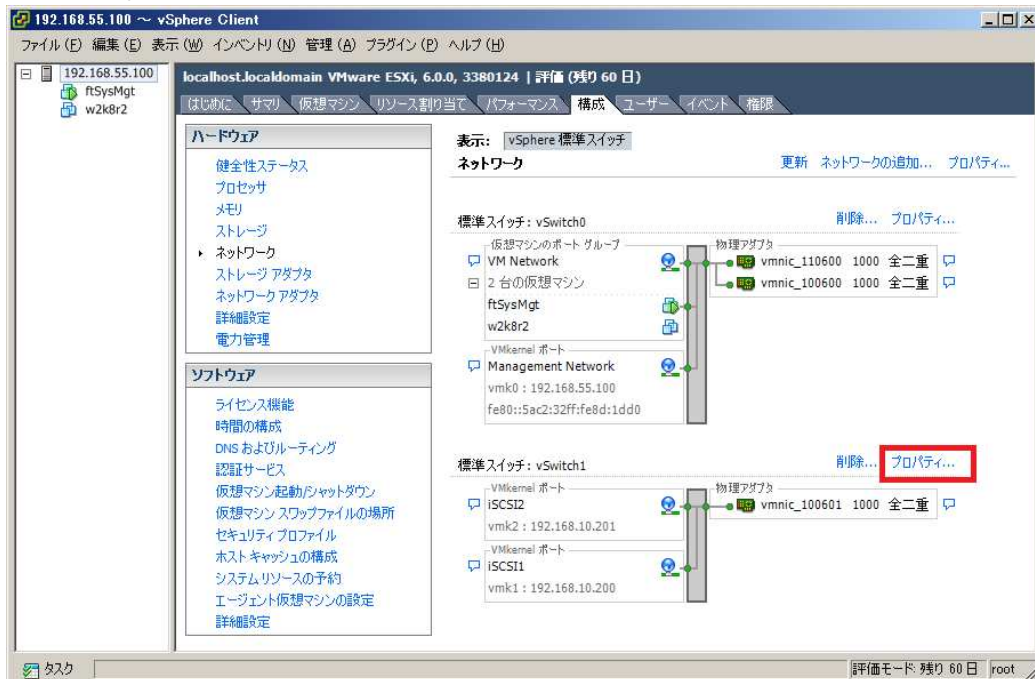 192.168.55.100 ～ vSphere Client
ファイル(F) 編集(E) 表示(W) インベントリ(N) 管理(A) プラグイン(P) ヘルプ(H)
192.168.55.100
ftSysMgt
w2k8r2
localhost.localdomain VMware ESXi, 6.0.0, 3380124 | 評価 (残り 60 日)
はじめに サマリ 仮想マシン リソース割り当て パフォーマンス 構成 ユーザー イベント 権限
ハードウェア
健全性ステータス
プロセッサ
メモリ
ストレージ
ネットワーク
ストレージ アダプタ
ネットワーク アダプタ
詳細設定
電力管理
ソフトウェア
ライセンス機能
時間の構成
DNS およびルーティング
認証サービス
仮想マシン起動/シャットダウン
仮想マシン スワップファイルの場所
セキュリティ プロファイル
ホスト キャッシュの構成
システム リソースの予約
エージェント仮想マシンの設定
詳細設定
表示: vSphere 標準スイッチ
ネットワーク 更新 ネットワークの追加... プロパティ...
標準スイッチ: vSwitch0 削除... プロパティ...
仮想マシンのポート グループ 物理アダプタ
VM Network vmnic_110600 1000 全二重
2 台の仮想マシン vmnic_100600 1000 全二重
ftSysMgt
w2k8r2
VMkernel ポート
Management Network
vmk0 : 192.168.55.100
fe80::5ac2:32ff:fe8d:1dd0
標準スイッチ: vSwitch1 削除... プロパティ...
VMkernel ポート 物理アダプタ
iSCSI2 vmnic_100601 1000 全二重
vmk2 : 192.168.10.201
VMkernel ポート
iSCSI1
vmk1 : 192.168.10.200
タスク 評価モード: 残り 60 日 root